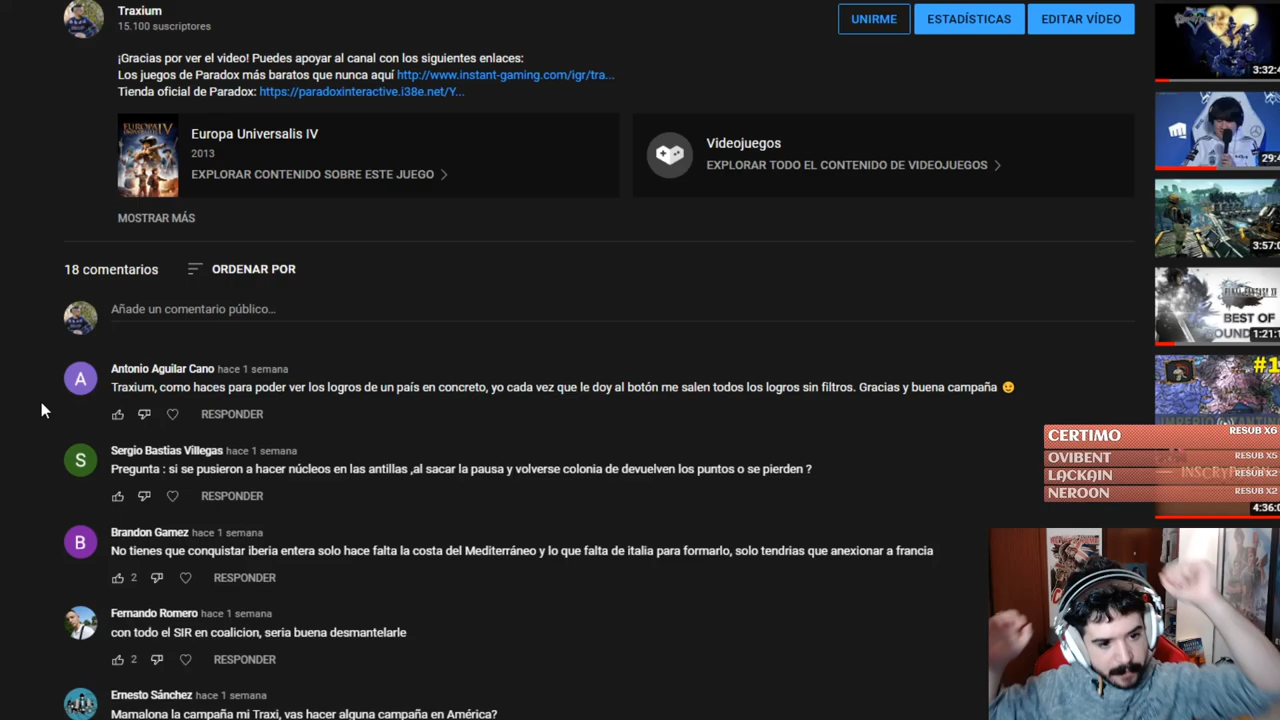 Traxium
15.100 suscriptores
UNIRME
ESTADÍSTICAS
EDITAR VÍDEO
¡Gracias por ver el video! Puedes apoyar al canal con los siguientes enlaces:
Los juegos de Paradox más baratos que nunca aquí http://www.instant-gaming.com/igr/tra...
Tienda oficial de Paradox: https://paradoxinteractive.i38e.net/Y...
EUROPA UNIVERSALIS IV
Europa Universalis IV
2013
EXPLORAR CONTENIDO SOBRE ESTE JUEGO
Videojuegos
EXPLORAR TODO EL CONTENIDO DE VIDEOJUEGOS
MOSTRAR MÁS
18 comentarios
ORDENAR POR
Añade un comentario público...
A
Antonio Aguilar Cano hace 1 semana
Traxium, como haces para poder ver los logros de un país en concreto, yo cada vez que le doy al botón me salen todos los logros sin filtros. Gracias y buena campaña
RESPONDER
S
Sergio Bastias Villegas hace 1 semana
Pregunta : si se pusieron a hacer núcleos en las antillas ,al sacar la pausa y volverse colonia de devuelven los puntos o se pierden ?
RESPONDER
B
Brandon Gamez hace 1 semana
No tienes que conquistar iberia entera solo hace falta la costa del Mediterráneo y lo que falta de italia para formarlo, solo tendrias que anexionar a francia
2
RESPONDER
Fernando Romero hace 1 semana
con todo el SIR en coalicion, seria buena desmantelarle
2
RESPONDER
Ernesto Sánchez hace 1 semana
Mamalona la campaña mi Traxi, vas hacer alguna campaña en América?
3:32:4
29:4
3:57:0
BEST OF
1:21:1
#1
CERTIMO RESUB X6
OVIBENT RESUB X5
LACKAIN RESUB X2
NEROON RESUB X2
4:36:0